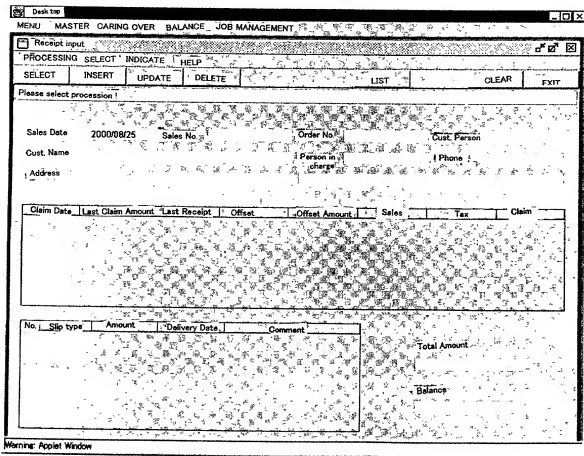 Desk top
MENU MASTER CARING OVER BALANCE JOB MANAGEMENT
Receipt input
PROCESSING SELECT INDICATE HELP
SELECT INSERT UPDATE DELETE LIST CLEAR EXIT
Please select procession !
Sales Date 2000/08/25 Sales No. Order No. Cust. Person
Cust. Name Person in charge Phone
Address
Claim Date Last Claim Amount Last Receipt Offset Offset Amount Sales Tax Claim
No. Slip type Amount Delivery Date Comment
Total Amount
Balance
Warning: Applet Window